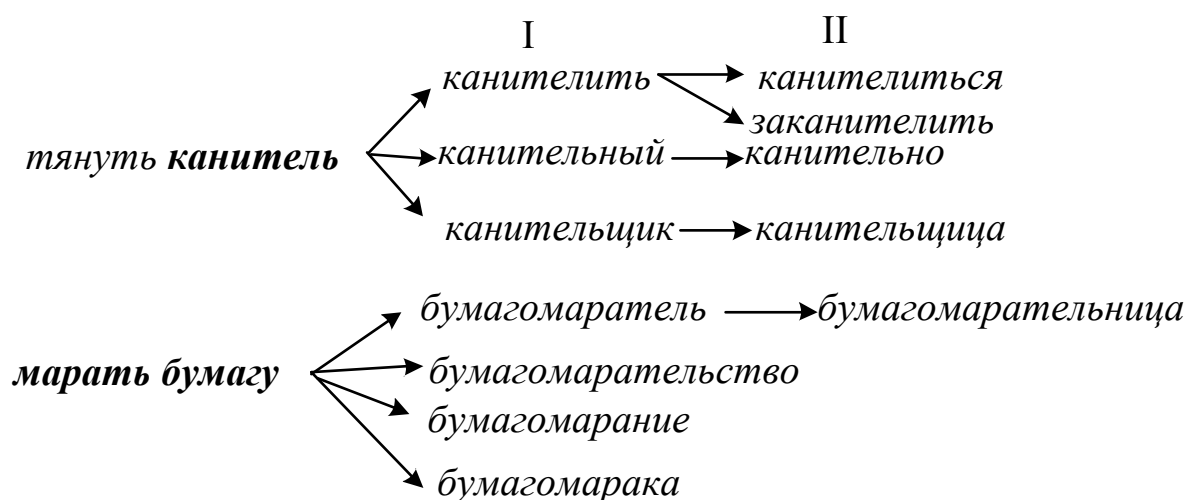 I II
канителить канителиться
заканителить
тянуть канитель канительный канительно
канительщик канительщица
бумагомаратель бумагомарательница
марать бумагу бумагомарательство
бумагомарание
бумагомарака